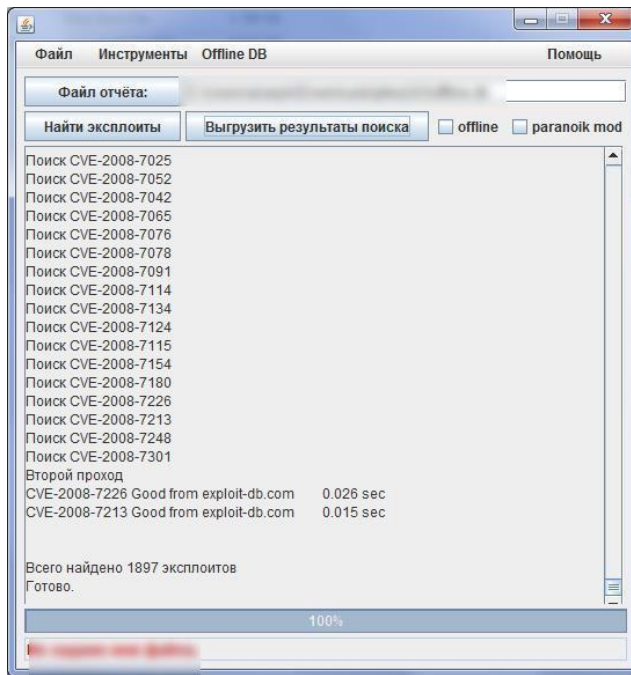 Файл Инструменты Offline DB Помощь
Файл отчёта:
Найти эксплоиты Выгрузить результаты поиска offline paranoik mod
Поиск CVE-2008-7025
Поиск CVE-2008-7052
Поиск CVE-2008-7042
Поиск CVE-2008-7065
Поиск CVE-2008-7076
Поиск CVE-2008-7078
Поиск CVE-2008-7091
Поиск CVE-2008-7114
Поиск CVE-2008-7134
Поиск CVE-2008-7124
Поиск CVE-2008-7115
Поиск CVE-2008-7154
Поиск CVE-2008-7180
Поиск CVE-2008-7226
Поиск CVE-2008-7213
Поиск CVE-2008-7248
Поиск CVE-2008-7301
Второй проход
CVE-2008-7226 Good from exploit-db.com 0.026 sec
CVE-2008-7213 Good from exploit-db.com 0.015 sec
Всего найдено 1897 эксплоитов
Готово.
100%